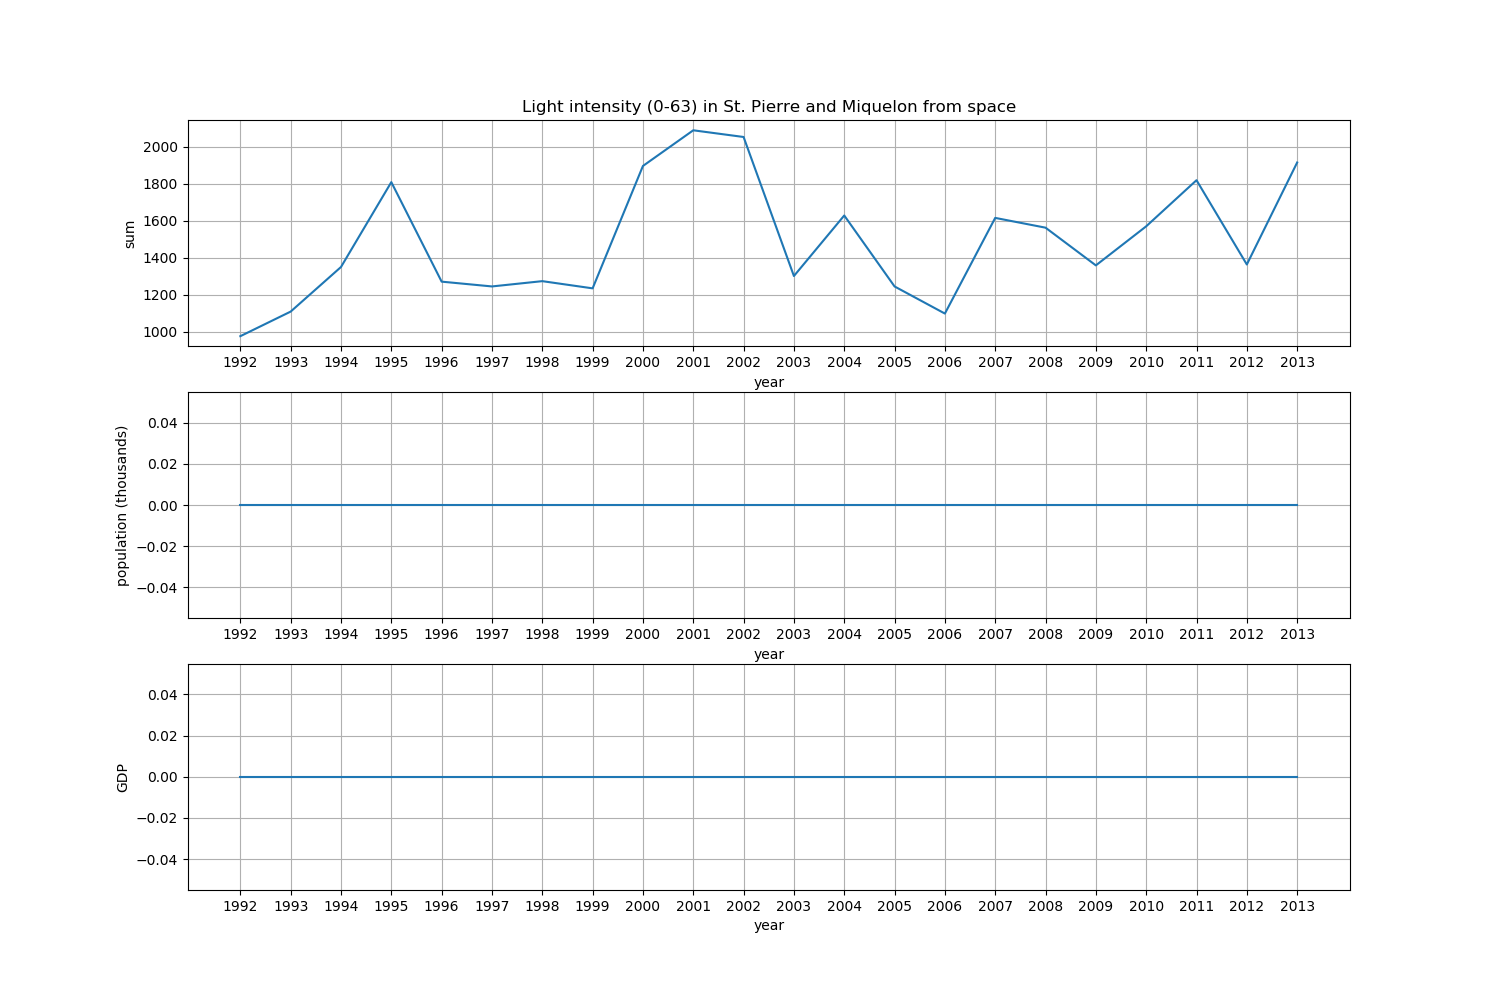 Light intensity (0-63) in St. Pierre and Miquelon from space
2000
1800
1600
1400
1200
1000
sum
1992 1993 1994 1995 1996 1997 1998 1999 2000 2001 2002 2003 2004 2005 2006 2007 2008 2009 2010 2011 2012 2013
year
0.04
0.02
0.00
−0.02
−0.04
population (thousands)
1992 1993 1994 1995 1996 1997 1998 1999 2000 2001 2002 2003 2004 2005 2006 2007 2008 2009 2010 2011 2012 2013
year
0.04
0.02
0.00
−0.02
−0.04
GDP
1992 1993 1994 1995 1996 1997 1998 1999 2000 2001 2002 2003 2004 2005 2006 2007 2008 2009 2010 2011 2012 2013
year